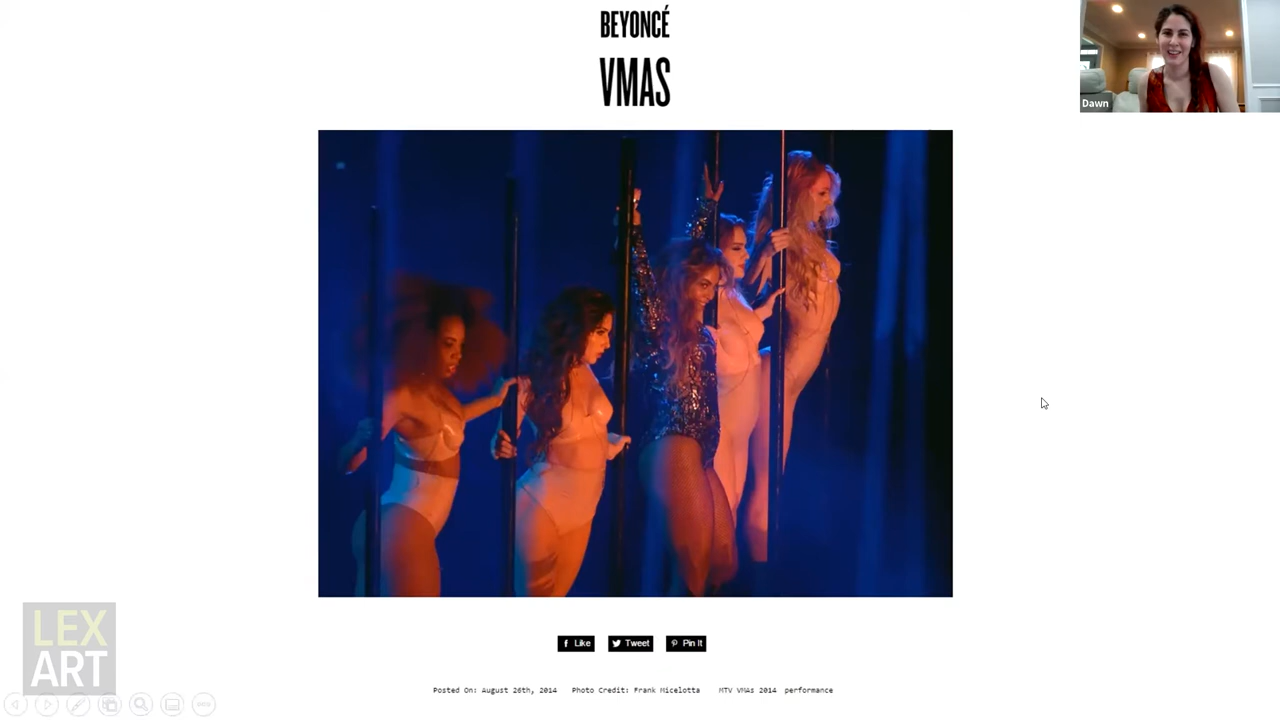 BEYONCÉ
VMAS
Dawn
Like Tweet Pin It
LEX
ART
Posted On: August 26th, 2014 Photo Credit: Frank Micelotta MTV VMAs 2014 performance